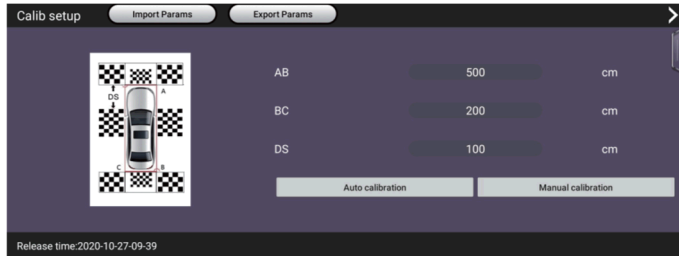 Calib setup Import Params Export Params
DS A
C B
AB 500 cm
BC 200 cm
DS 100 cm
Auto calibration Manual calibration
Release time:2020-10-27-09-39